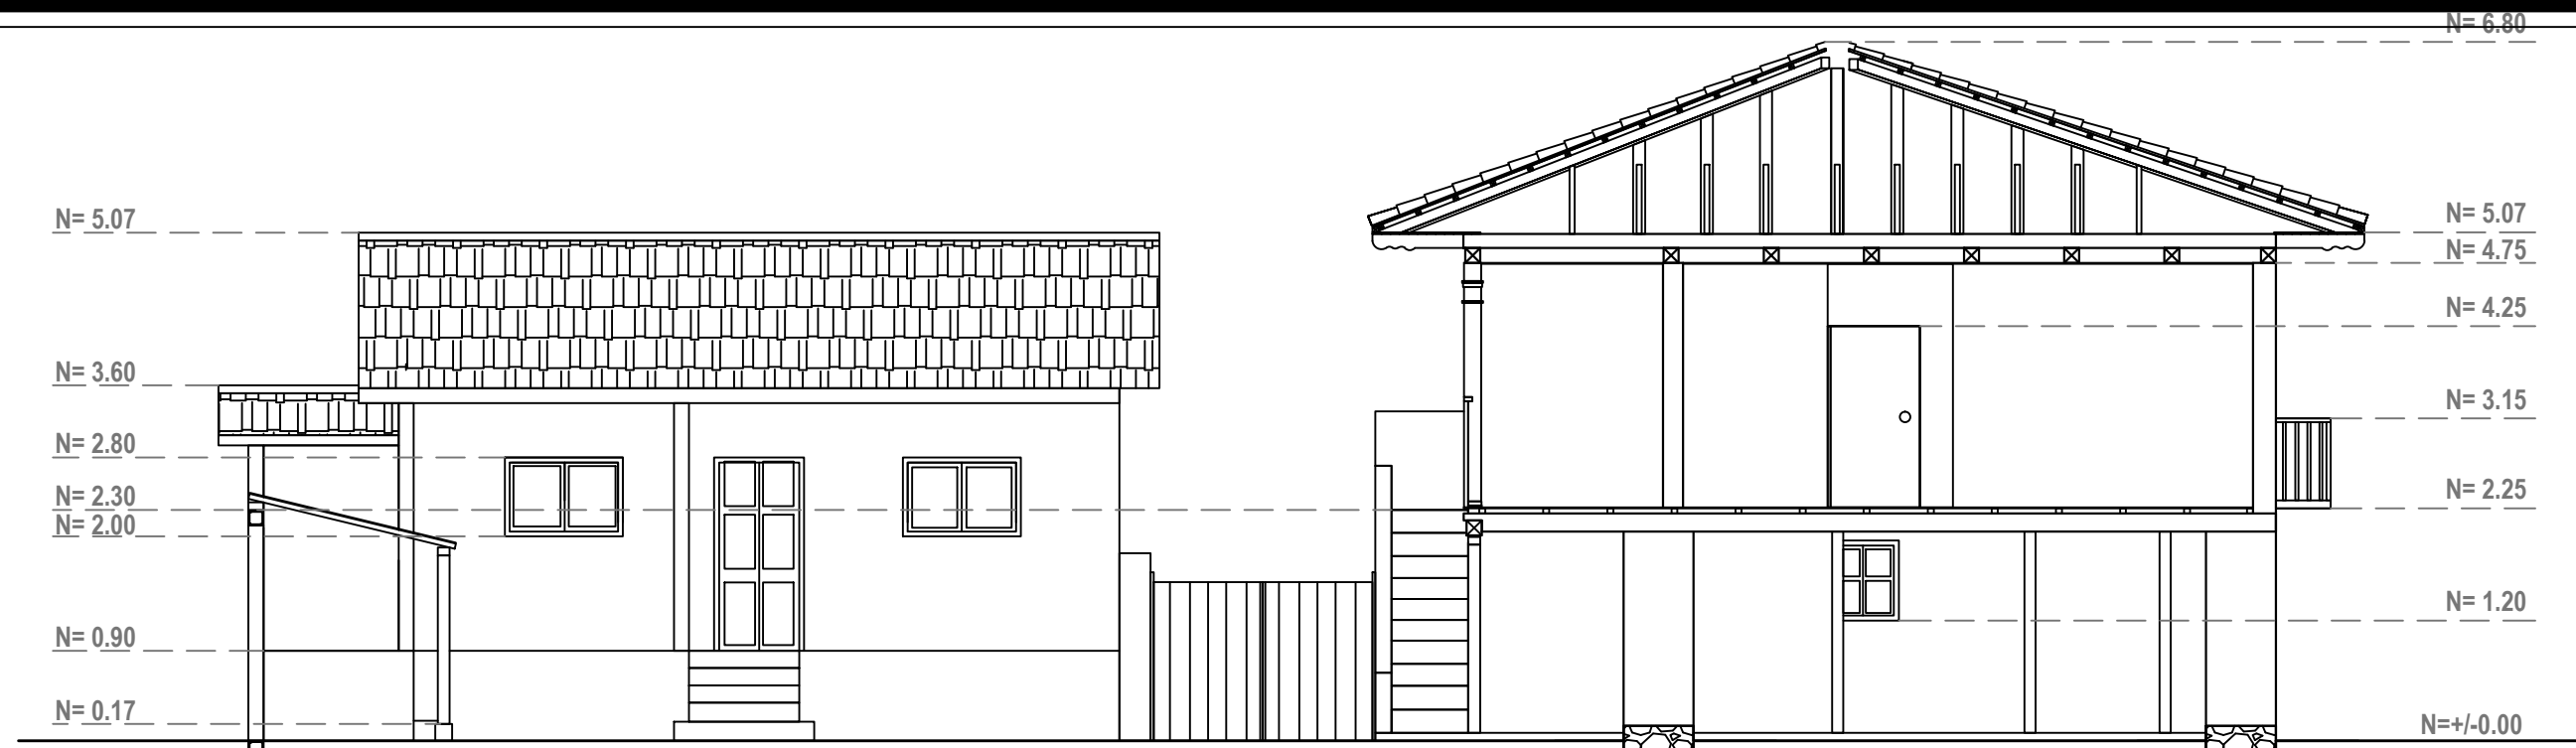 N= 6.80
N= 5.07
N= 5.07
N= 4.75
N= 4.25
N= 3.60
N= 3.15
N= 2.80
N= 2.30
N= 2.25
N= 2.00
N= 1.20
N= 0.90
N= 0.17
N=+/-0.00